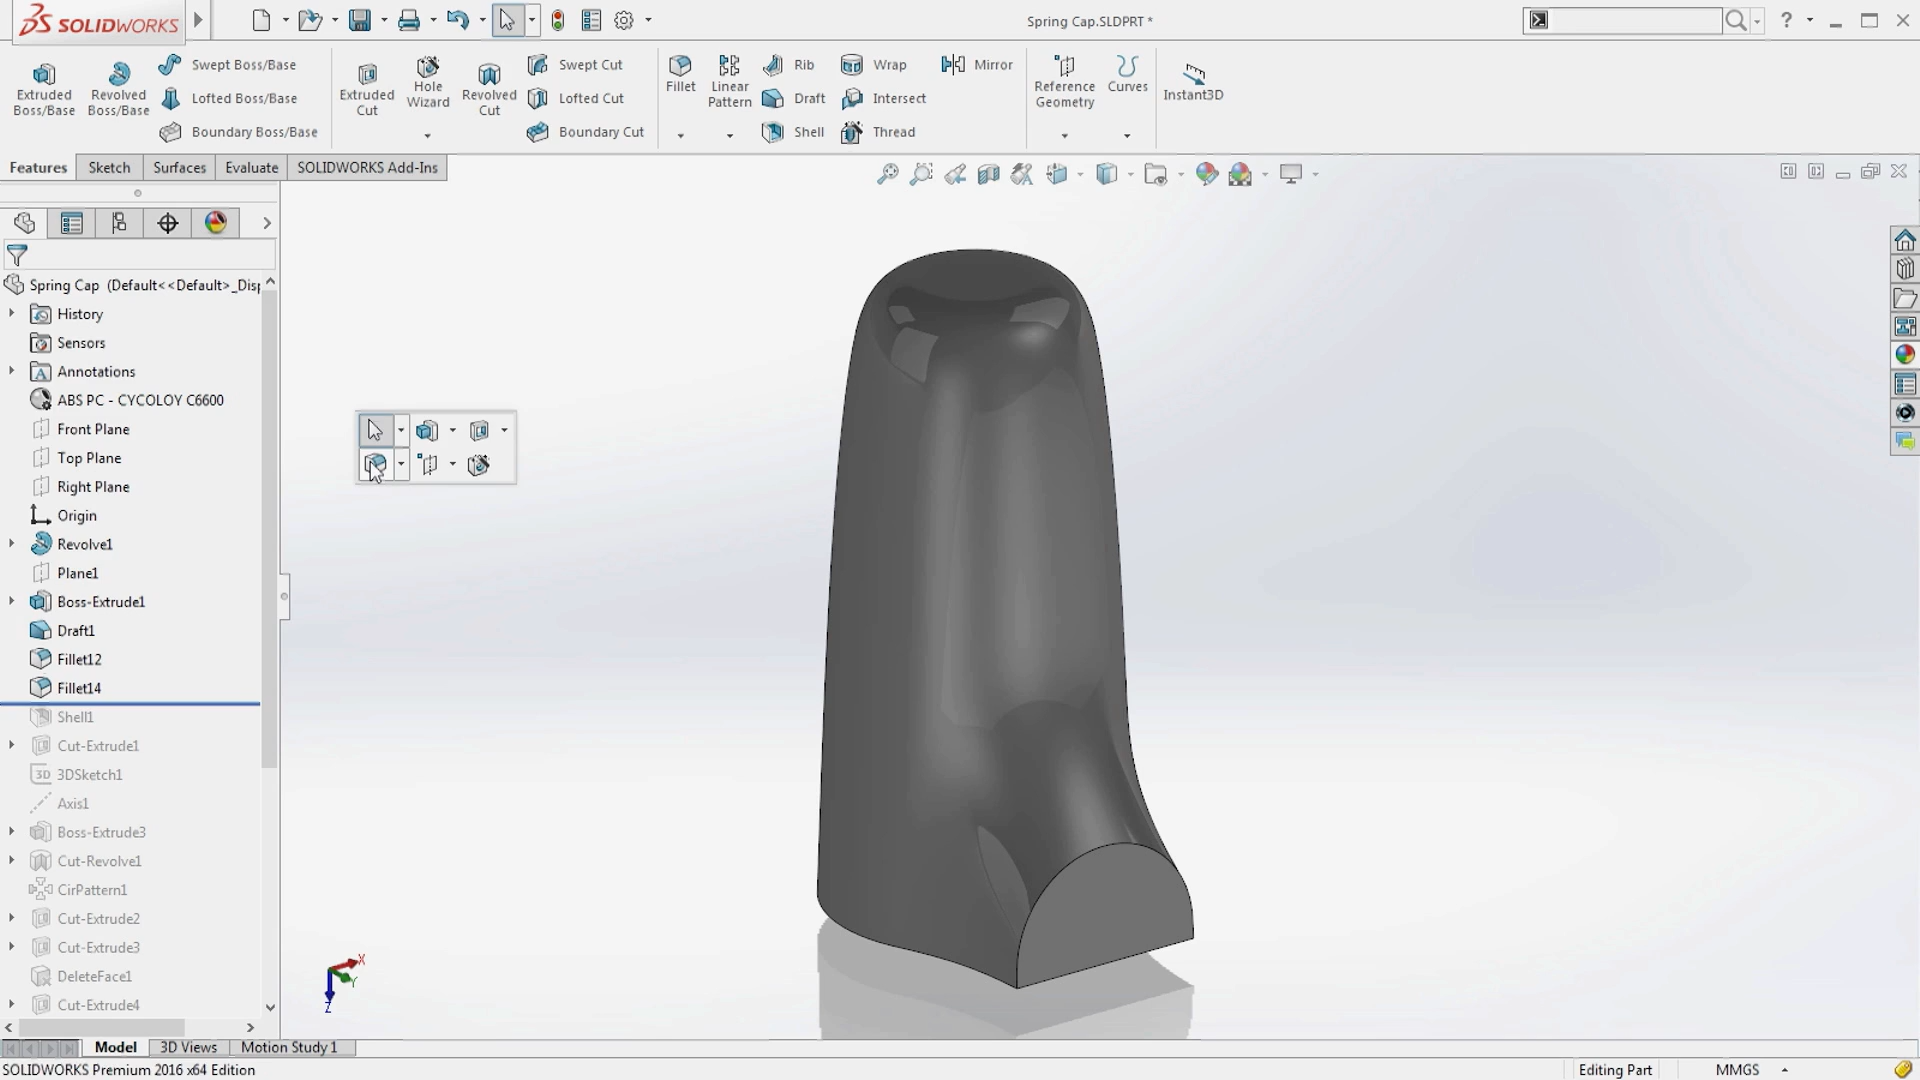 SOLIDWORKS
Spring Cap.SLDPRT *
?
Extruded Boss/Base
Revolved Boss/Base
Swept Boss/Base
Lofted Boss/Base
Boundary Boss/Base
Extruded Cut
Hole Wizard
Revolved Cut
Swept Cut
Lofted Cut
Boundary Cut
Fillet
Linear Pattern
Rib
Draft
Shell
Wrap
Intersect
Thread
Mirror
Reference Geometry
Curves
Instant3D
Features
Sketch
Surfaces
Evaluate
SOLIDWORKS Add-Ins
Spring Cap (Default<<Default>_Disp
History
Sensors
Annotations
ABS PC - CYCOLOY C6600
Front Plane
Top Plane
Right Plane
Origin
Revolve1
Plane1
Boss-Extrude1
Draft1
Fillet12
Fillet14
Shell1
Cut-Extrude1
3D 3DSketch1
Axis1
Boss-Extrude3
Cut-Revolve1
CirPattern1
Cut-Extrude2
Cut-Extrude3
DeleteFace1
Cut-Extrude4
X
Y
Z
Model
3D Views
Motion Study 1
SOLIDWORKS Premium 2016 x64 Edition
Editing Part
MMGS